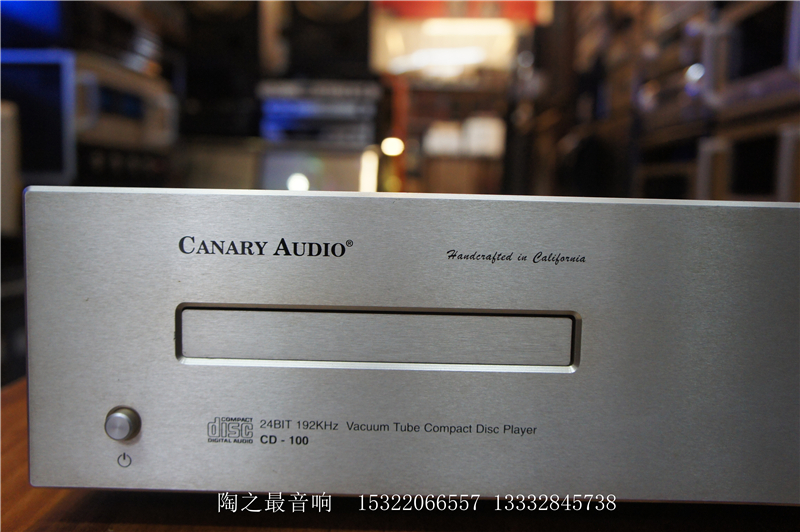 CANARY AUDIO®
Handcrafted in California
COMPACT
disc
DIGITAL AUDIO
24BIT 192KHz Vacuum Tube Compact Disc Player
CD - 100
陶之最音响 15322066557 13332845738